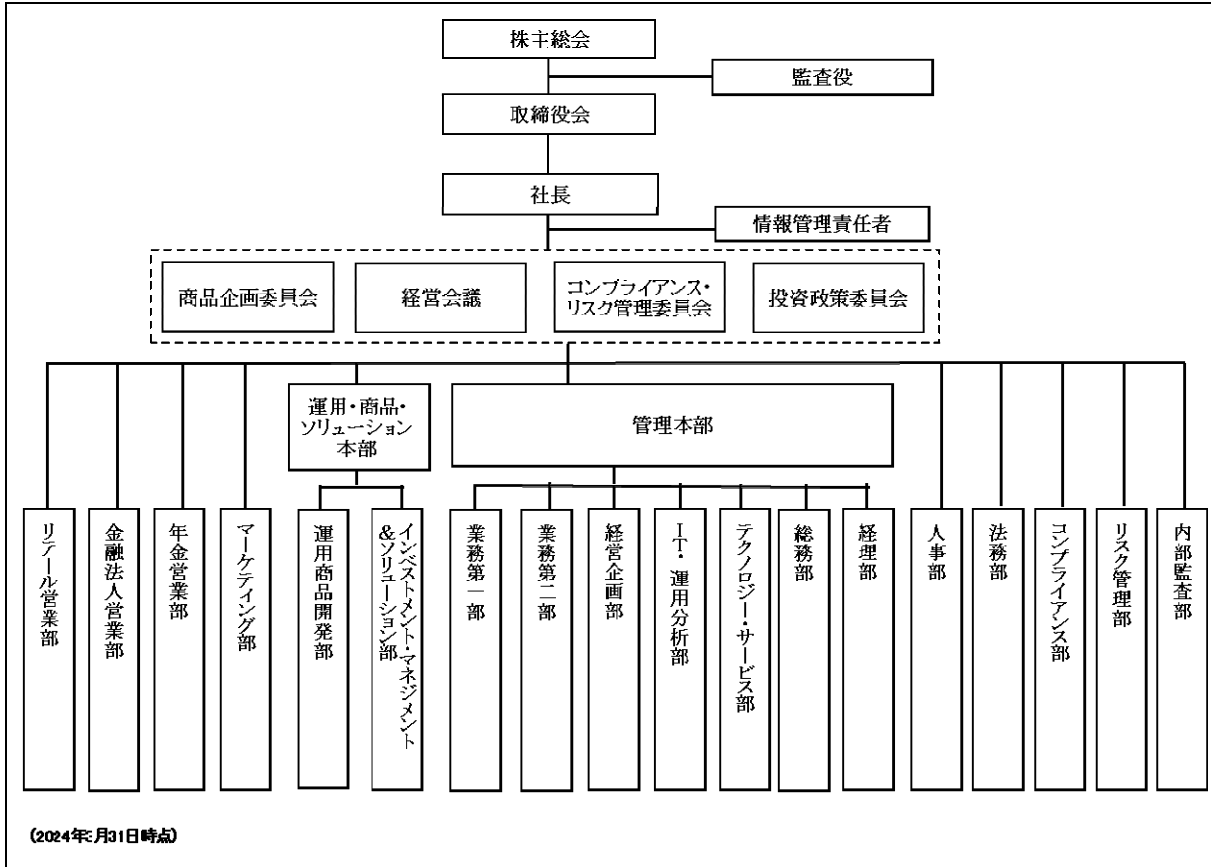 株主総会
監査役
取締役会
社長
情報管理責任者
商品企画委員会
経営会議
コンプライアンス・
リスク管理委員会
投資政策委員会
運用・商品・
ソリューション
本部
管理本部
リテール営業部
金融法人営業部
年金営業部
マーケティング部
運用商品開発部
インベストメント・マネジメント
&ソリューション部
業務第一部
業務第二部
経営企画部
IT・運用分析部
テクノロジー・サービス部
総務部
経理部
人事部
法務部
コンプライアンス部
リスク管理部
内部監査部
(2024年 月31日時点)